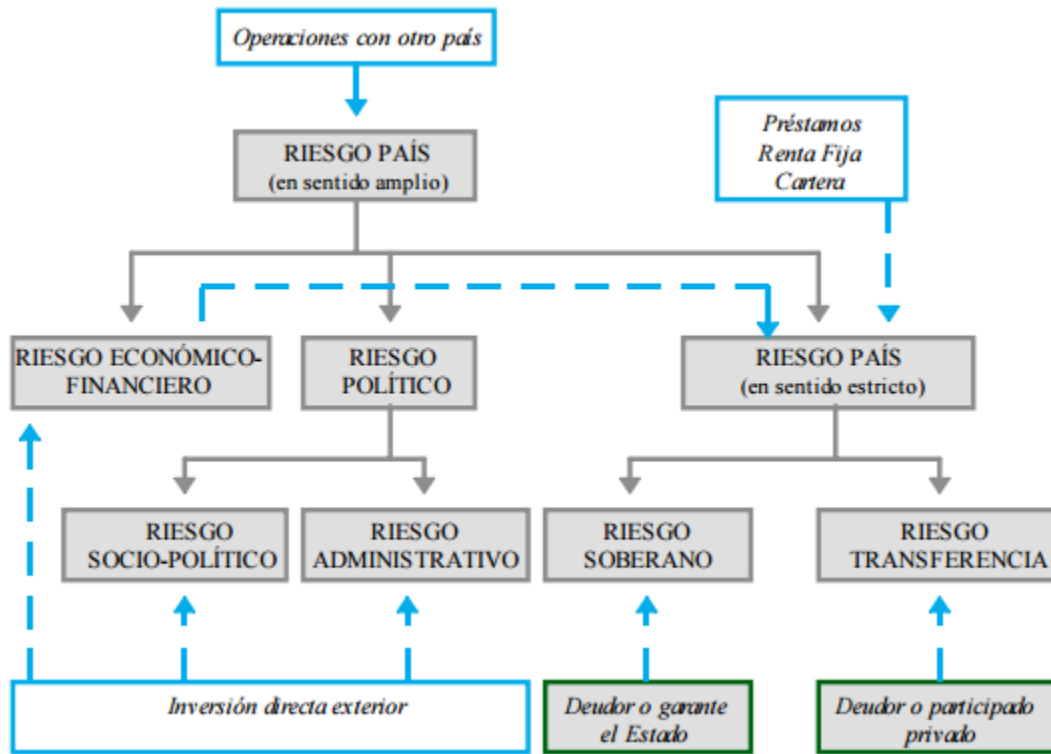 Operaciones con otro país
RIESGO PAÍS
(en sentido amplio)
Préstamos
Renta Fija
Cartera
RIESGO ECONÓMICO-
FINANCIERO
RIESGO
POLÍTICO
RIESGO PAÍS
(en sentido estricto)
RIESGO
SOCIO-POLÍTICO
RIESGO
ADMINISTRATIVO
RIESGO
SOBERANO
RIESGO
TRANSFERENCIA
Inversión directa exterior
Deudor o garante
el Estado
Deudor o participado
privado